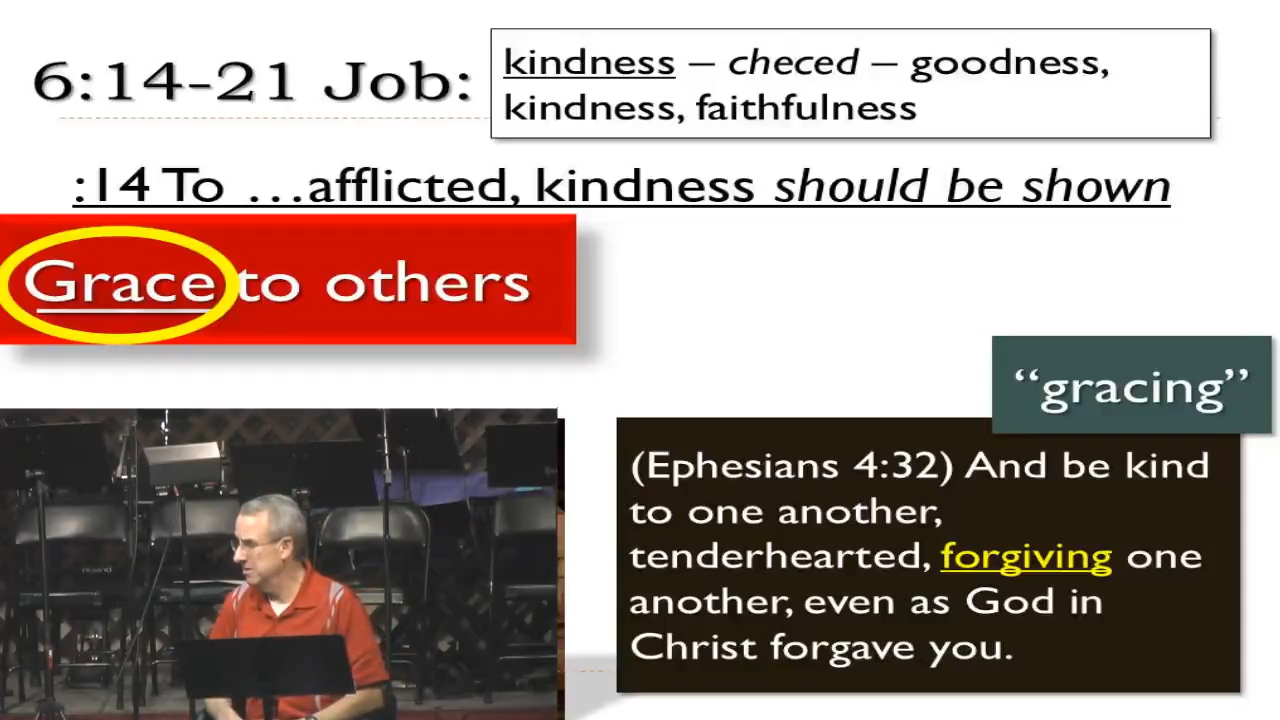 6:14-21 Job:
kindness – checed – goodness,
kindness, faithfulness
:14 To …afflicted, kindness should be shown
Grace to others
“gracing”
(Ephesians 4:32) And be kind
to one another,
tenderhearted, forgiving one
another, even as God in
Christ forgave you.